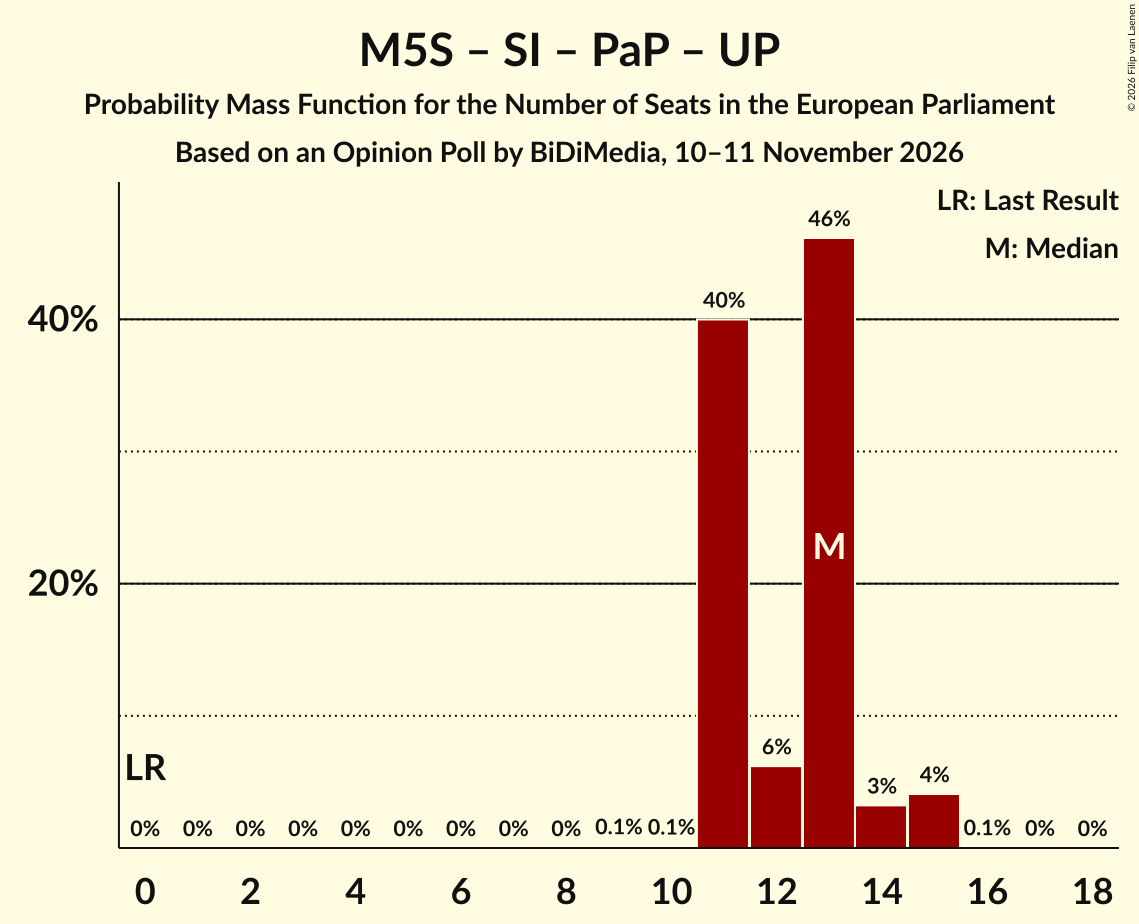 M5S – SI – PaP – UP
Probability Mass Function for the Number of Seats in the European Parliament
Based on an Opinion Poll by BiDiMedia, 10–11 November 2026
© 2026 Filip van Laenen
LR: Last Result
M: Median
46%
40%
40%
M
20%
6%
LR
4%
3%
0% 0% 0% 0% 0% 0% 0% 0% 0% 0.1% 0.1% 0.1% 0% 0%
0 2 4 6 8 10 12 14 16 18